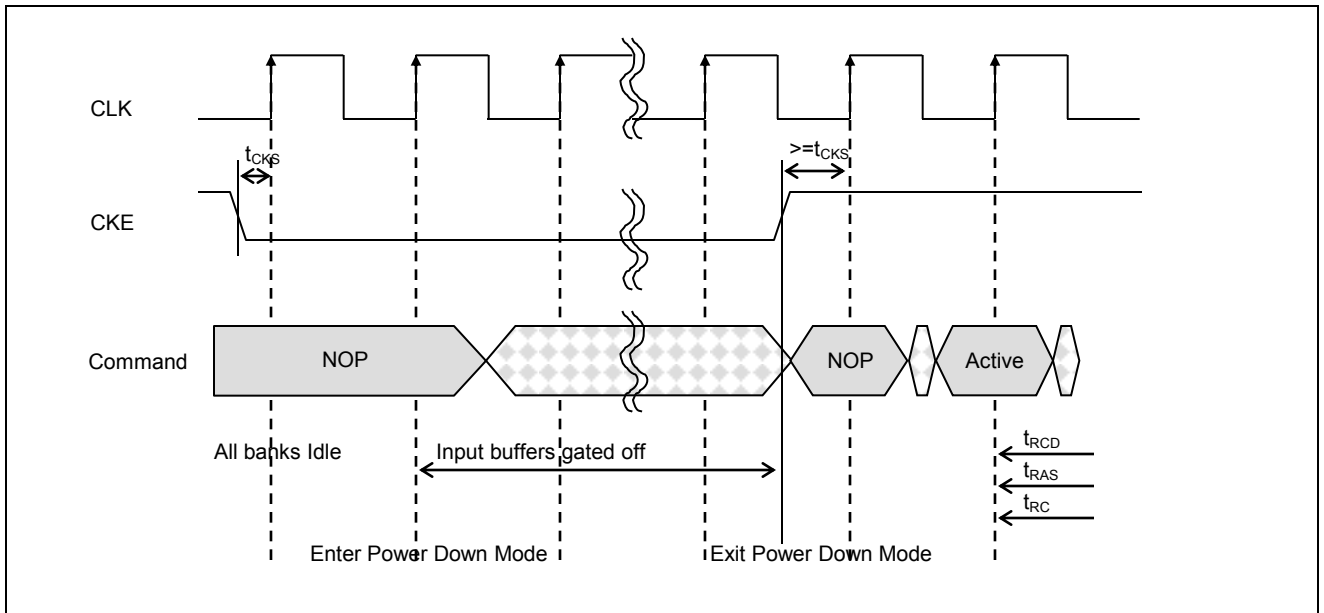 CLK
tCKS
>=tCKS
CKE
Command
NOP
NOP
Active
All banks Idle
Input buffers gated off
tRCD
tRAS
tRC
Enter Power Down Mode
Exit Power Down Mode